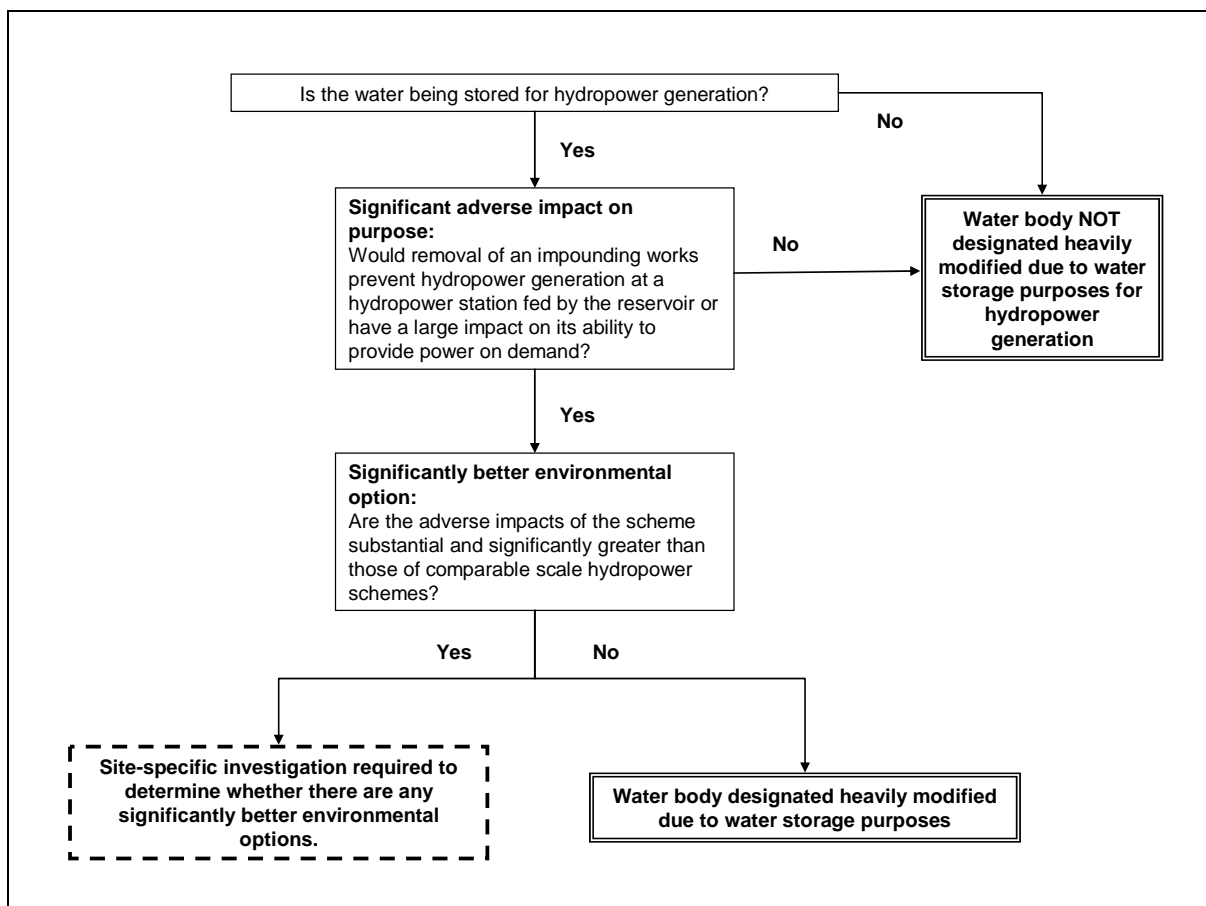 Is the water being stored for hydropower generation?
No
Yes
Significant adverse impact on
purpose:
Would removal of an impounding works
prevent hydropower generation at a
hydropower station fed by the reservoir or
have a large impact on its ability to
provide power on demand?
No
Water body NOT
designated heavily
modified due to water
storage purposes for
hydropower
generation
Yes
Significantly better environmental
option:
Are the adverse impacts of the scheme
substantial and significantly greater than
those of comparable scale hydropower
schemes?
Yes
No
Site-specific investigation required to
determine whether there are any
significantly better environmental
options.
Water body designated heavily modified
due to water storage purposes